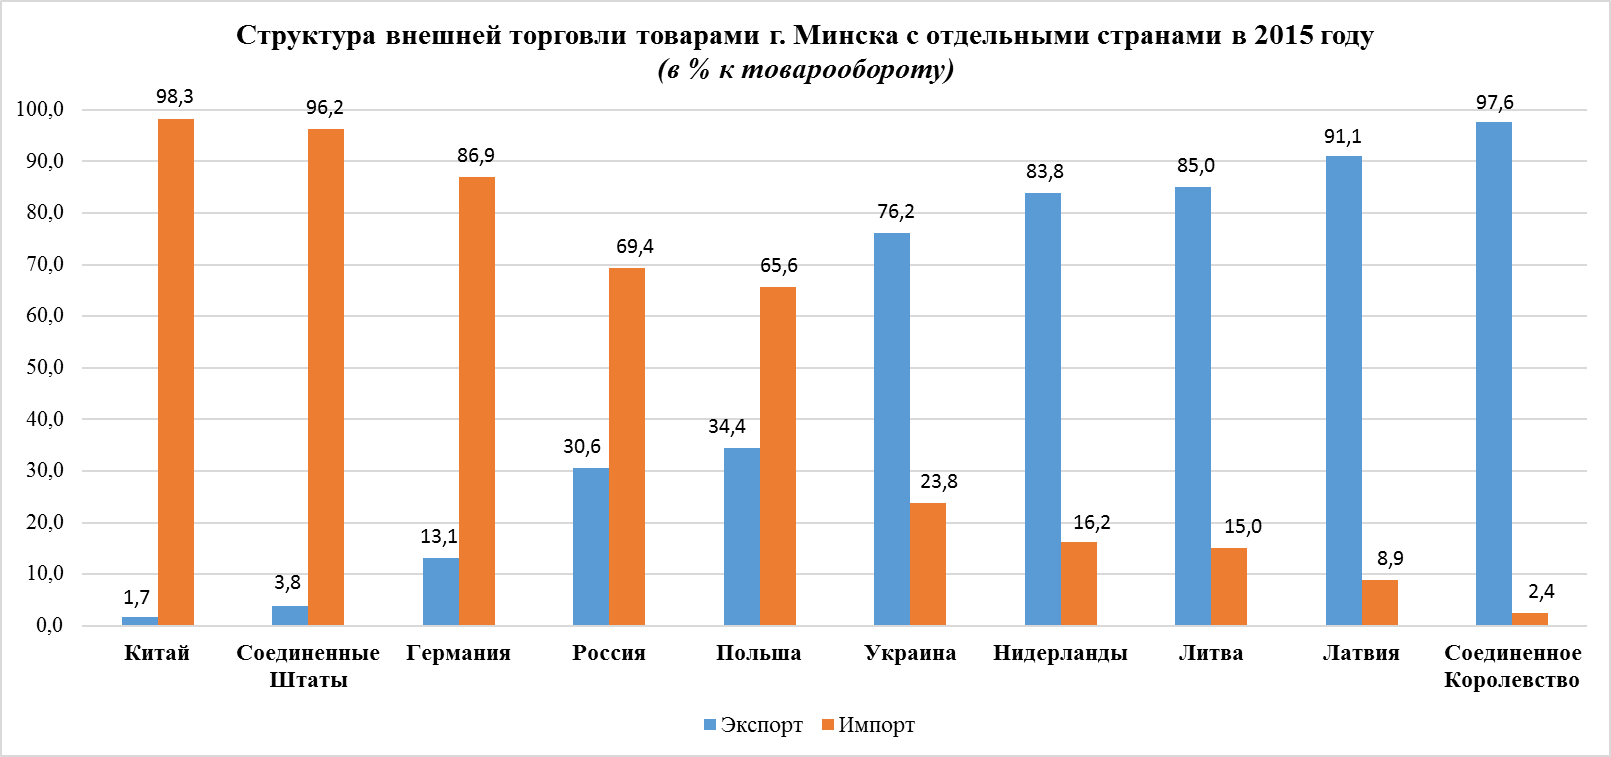 Структура внешней торговли товарами г. Минска с отдельными странами в 2015 году
(в % к товарообороту)
100,0
90,0
80,0
70,0
60,0
50,0
40,0
30,0
20,0
10,0
0,0
1,7
98,3
3,8
96,2
13,1
86,9
30,6
69,4
34,4
65,6
76,2
23,8
83,8
16,2
85,0
15,0
91,1
8,9
97,6
2,4
Китай
Соединенные
Штаты
Германия
Россия
Польша
Украина
Нидерланды
Литва
Латвия
Соединенное
Королевство
Экспорт
Импорт